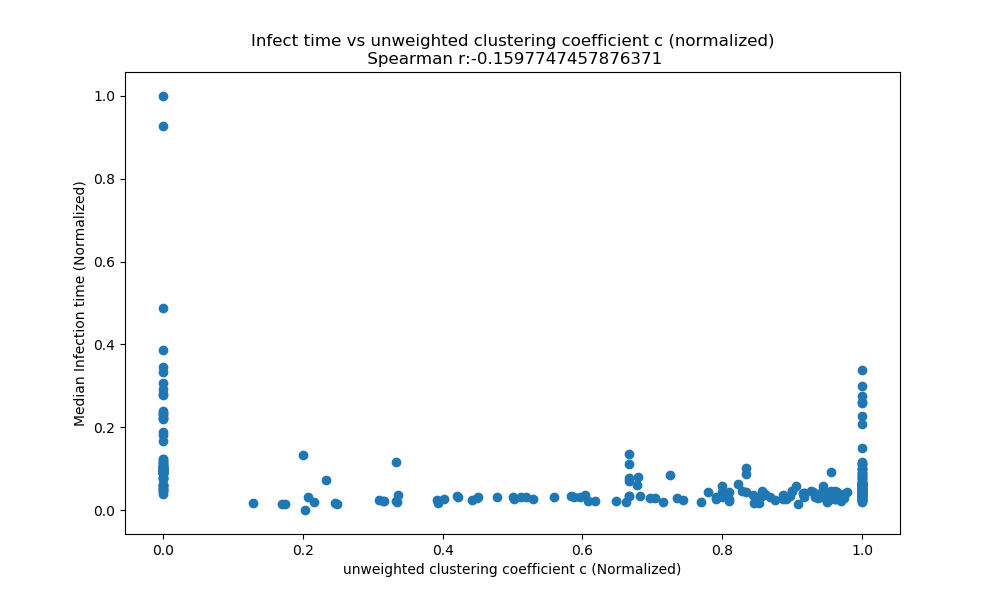 Infect time vs unweighted clustering coefficient c (normalized)
Spearman r:-0.1597747457876371
Median Infection time (Normalized)
1.0
0.8
0.6
0.4
0.2
0.0
0.0 0.2 0.4 0.6 0.8 1.0
unweighted clustering coefficient c (Normalized)